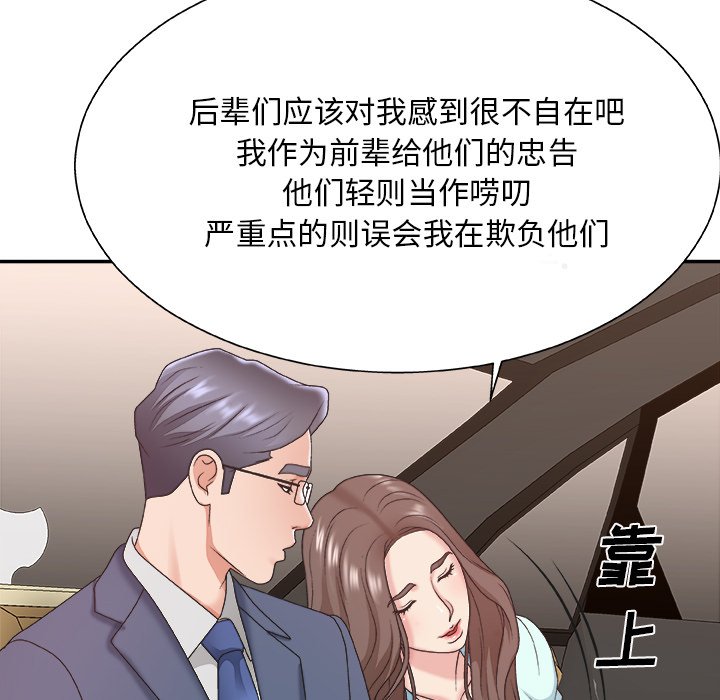 后辈们应该对我感到很不自在吧
我作为前辈给他们的忠告
他们轻则当作唠叨
严重点的则误会我在欺负他们
靠
上